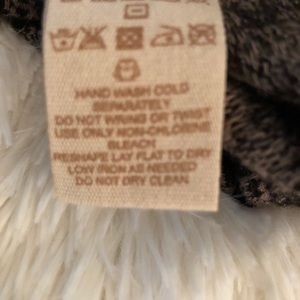 HAND WASH COLD
SEPARATELY
DO NOT WRING OR TWIST
USE ONLY NON-CHLORINE
BLEACH
RESHAPE LAY FLAT TO DRY
LOW IRON AS NEEDED
DO NOT DRY CLEAN